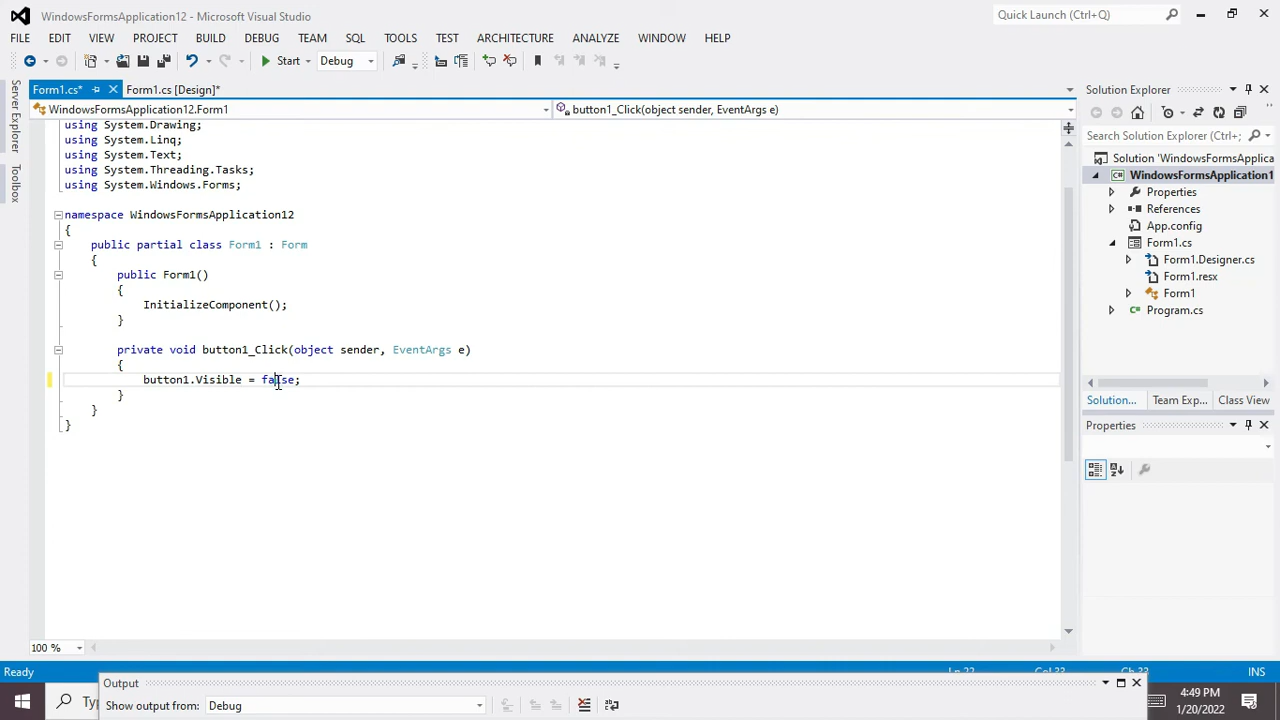 WindowsFormsApplication12 - Microsoft Visual Studio
Quick Launch (Ctrl+Q)
FILE EDIT VIEW PROJECT BUILD DEBUG TEAM SQL TOOLS TEST ARCHITECTURE ANALYZE WINDOW HELP
Start Debug
Form1.cs* Form1.cs [Design]*
WindowsFormsApplication12.Form1 button1_Click(object sender, EventArgs e)
Server Explorer
Toolbox
using System.Drawing;
using System.Linq;
using System.Text;
using System.Threading.Tasks;
using System.Windows.Forms;
namespace WindowsFormsApplication12
{
public partial class Form1 : Form
{
public Form1()
{
InitializeComponent();
}
private void button1_Click(object sender, EventArgs e)
{
button1.Visible = false;
}
}
}
100 %
Solution Explorer
Search Solution Explorer (Ctrl+;
Solution 'WindowsFormsApplica
WindowsFormsApplication1
Properties
References
App.config
Form1.cs
Form1.Designer.cs
Form1.resx
Form1
Program.cs
Solution... Team Exp... Class View
Properties
Ready INS
Output
Show output from: Debug
4:49 PM
1/20/2022